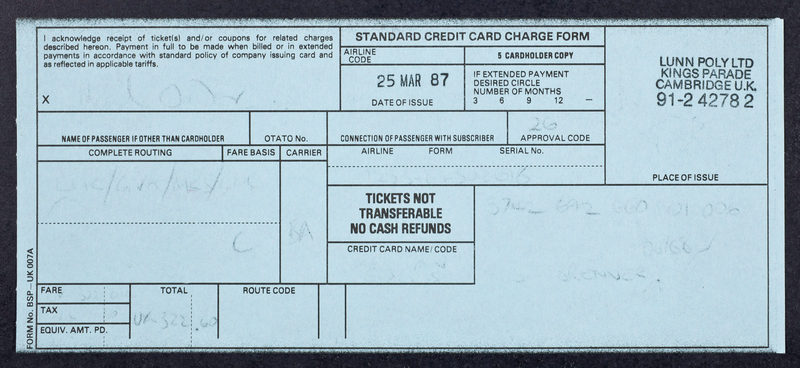 I acknowledge receipt of ticket(s) and/or coupons for related charges
described hereon. Payment in full to be made when billed or in extended
payments in accordance with standard policy of company issuing card and
as reflected in applicable tariffs.
X
STANDARD CREDIT CARD CHARGE FORM
AIRLINE
CODE
5 CARDHOLDER COPY
25 MAR 87
DATE OF ISSUE
IF EXTENDED PAYMENT
DESIRED CIRCLE
NUMBER OF MONTHS
3 6 9 12 –
LUNN POLY LTD
KINGS PARADE
CAMBRIDGE U.K.
91-2 4278 2
PLACE OF ISSUE
NAME OF PASSENGER IF OTHER THAN CARDHOLDER
OTATO No.
CONNECTION OF PASSENGER WITH SUBSCRIBER
26
APPROVAL CODE
COMPLETE ROUTING
FARE BASIS
CARRIER
AIRLINE FORM SERIAL No.
C
BA
TICKETS NOT
TRANSFERABLE
NO CASH REFUNDS
CREDIT CARD NAME/CODE
S BRENNER
FARE
TOTAL
ROUTE CODE
TAX
UK 322.60
EQUIV. AMT. PD.
FORM No. BSP–UK 007A